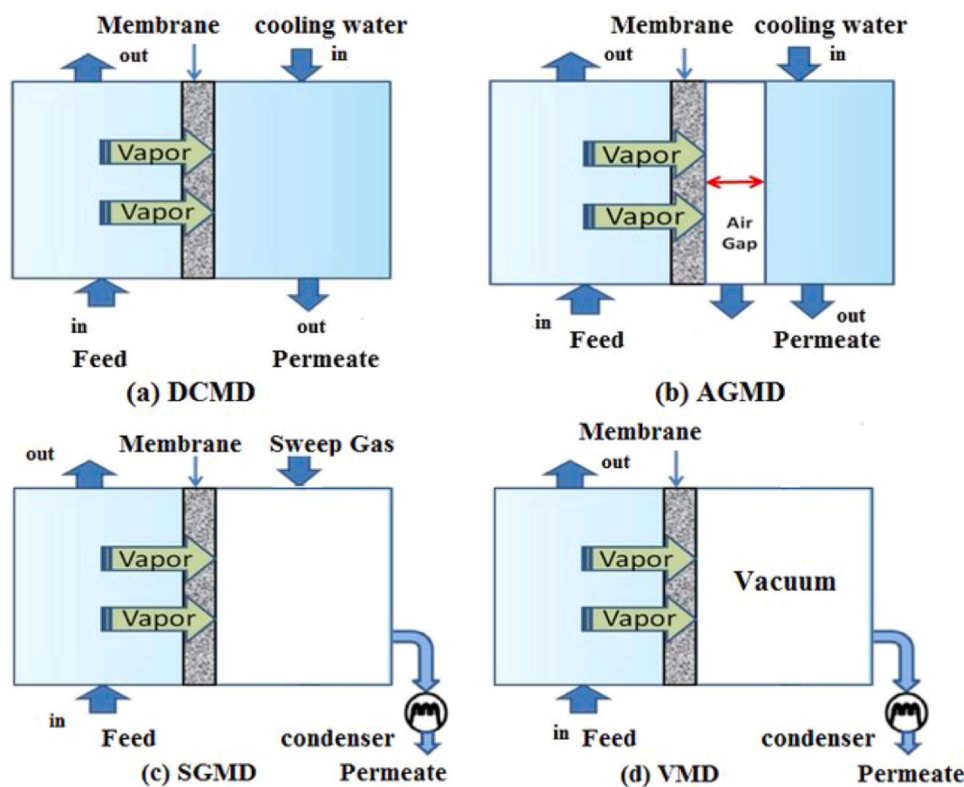 Membrane
cooling water
out
in
Vapor
Vapor
in
out
Feed
Permeate
(a) DCMD
Membrane
cooling water
out
in
Vapor
Vapor
Air
Gap
in
out
Feed
Permeate
(b) AGMD
out
Membrane
Sweep Gas
Vapor
Vapor
in
Feed
condenser
(c) SGMD
Permeate
Membrane
out
Vapor
Vapor
Vacuum
in
Feed
condenser
(d) VMD
Permeate